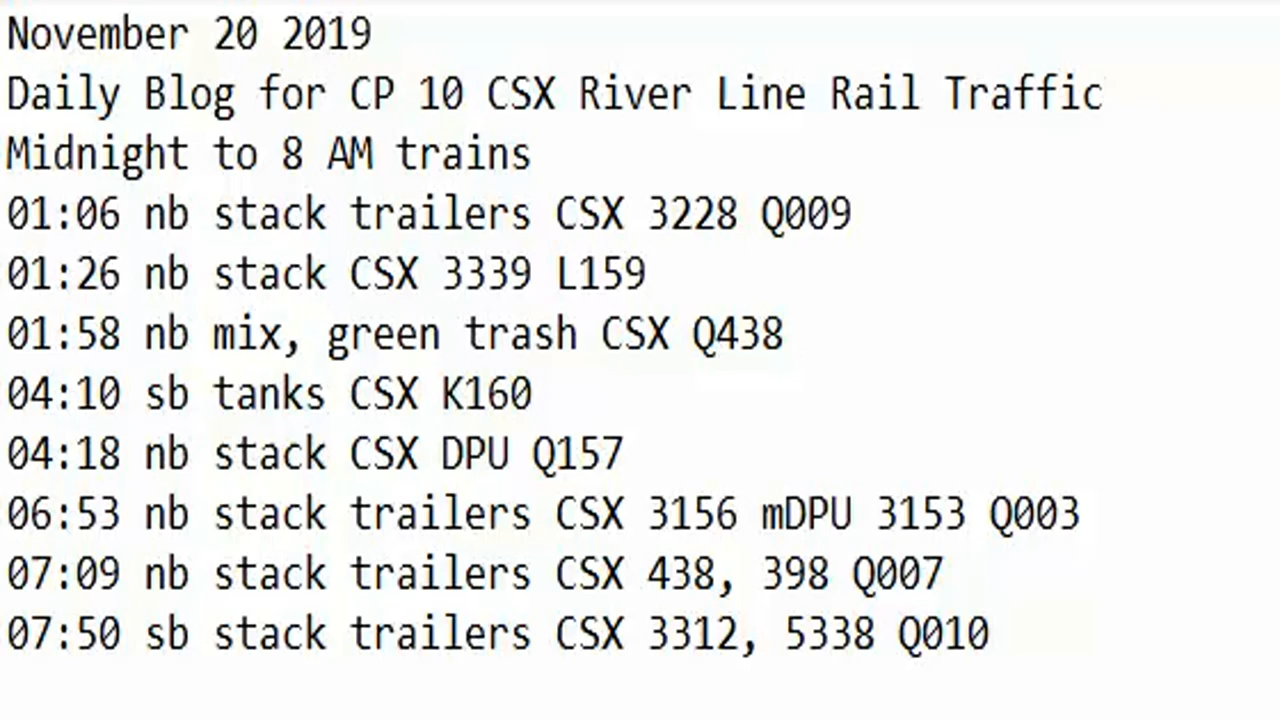 November 20 2019
Daily Blog for CP 10 CSX River Line Rail Traffic
Midnight to 8 AM trains
01:06 nb stack trailers CSX 3228 Q009
01:26 nb stack CSX 3339 L159
01:58 nb mix, green trash CSX Q438
04:10 sb tanks CSX K160
04:18 nb stack CSX DPU Q157
06:53 nb stack trailers CSX 3156 mDPU 3153 Q003
07:09 nb stack trailers CSX 438, 398 Q007
07:50 sb stack trailers CSX 3312, 5338 Q010